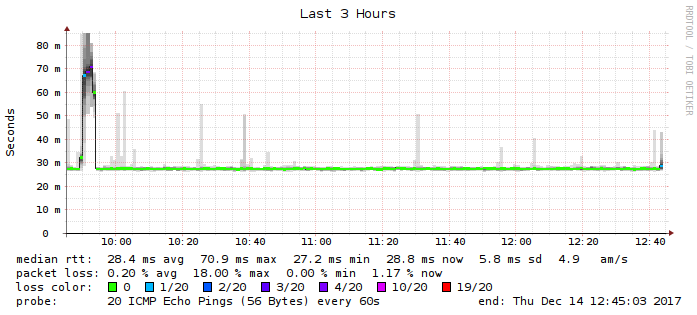 Last 3 Hours
RRDTOOL / TOBI OETIKER
Seconds
80 m
70 m
60 m
50 m
40 m
30 m
20 m
10 m
0
10:00 10:20 10:40 11:00 11:20 11:40 12:00 12:20 12:40
median rtt: 28.4 ms avg 70.9 ms max 27.2 ms min 28.8 ms now 5.8 ms sd 4.9 am/s
packet loss: 0.20 % avg 18.00 % max 0.00 % min 1.17 % now
loss color: 0 1/20 2/20 3/20 4/20 10/20 19/20
probe: 20 ICMP Echo Pings (56 Bytes) every 60s end: Thu Dec 14 12:45:03 2017